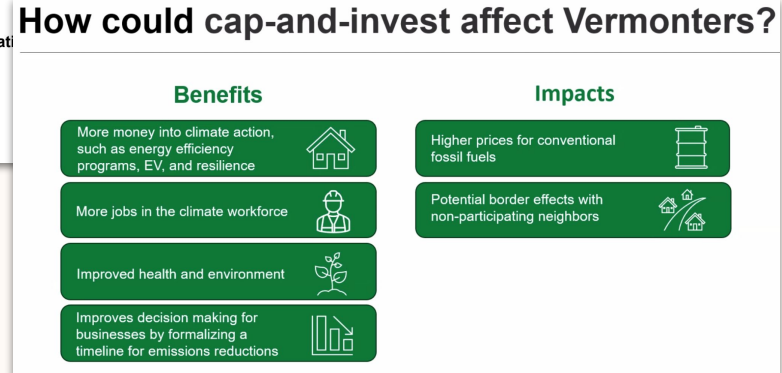 How could cap-and-invest affect Vermonters?
ati
Benefits
More money into climate action,
such as energy efficiency
programs, EV, and resilience
More jobs in the climate workforce
Improved health and environment
Improves decision making for
businesses by formalizing a
timeline for emissions reductions
Impacts
Higher prices for conventional
fossil fuels
Potential border effects with
non-participating neighbors